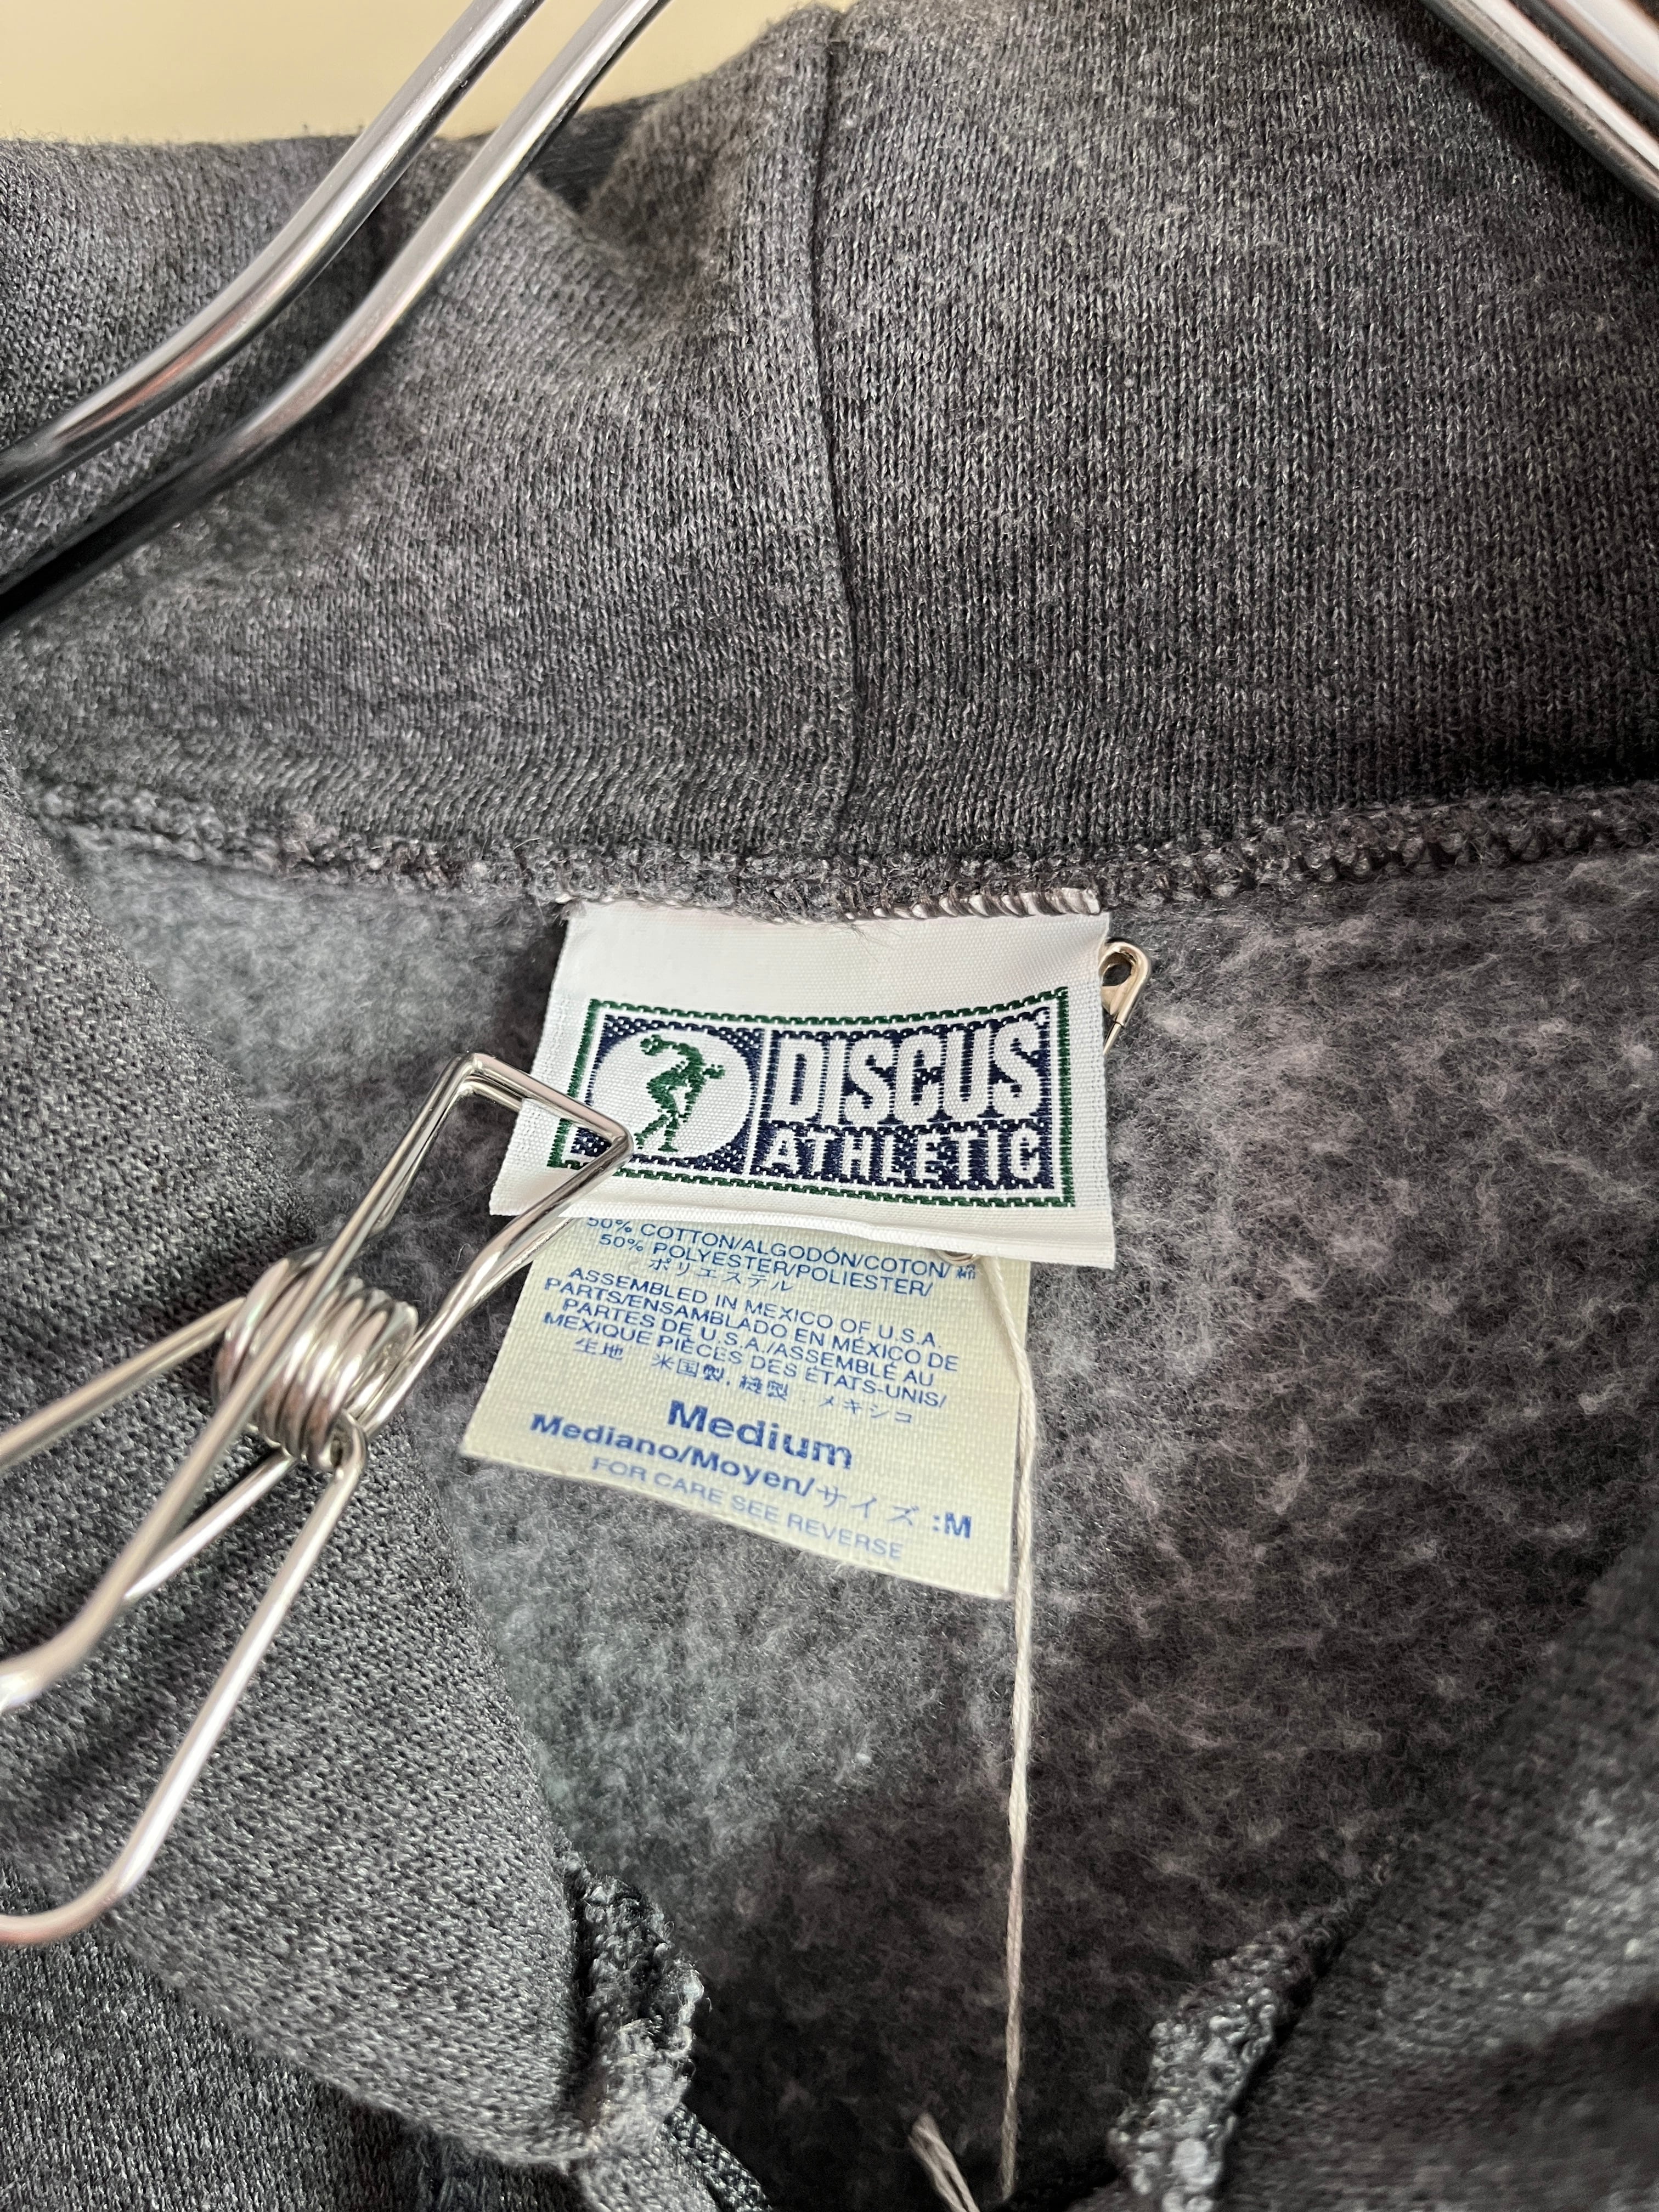 DISCUS
ATHLETIC
50% COTTON/ALGODÓN/COTON/綿
50% POLYESTER/POLIESTER/
ポリエステル
ASSEMBLED IN MEXICO OF U.S.A.
PARTS/ENSAMBLADO EN MÉXICO DE
PARTES DE U.S.A./ASSEMBLÉ AU
MEXIQUE PIÈCES DES ÉTATS-UNIS/
生地 米国製, 縫製 . メキシコ
Medium
Mediano/Moyen/サイズ :M
FOR CARE SEE REVERSE